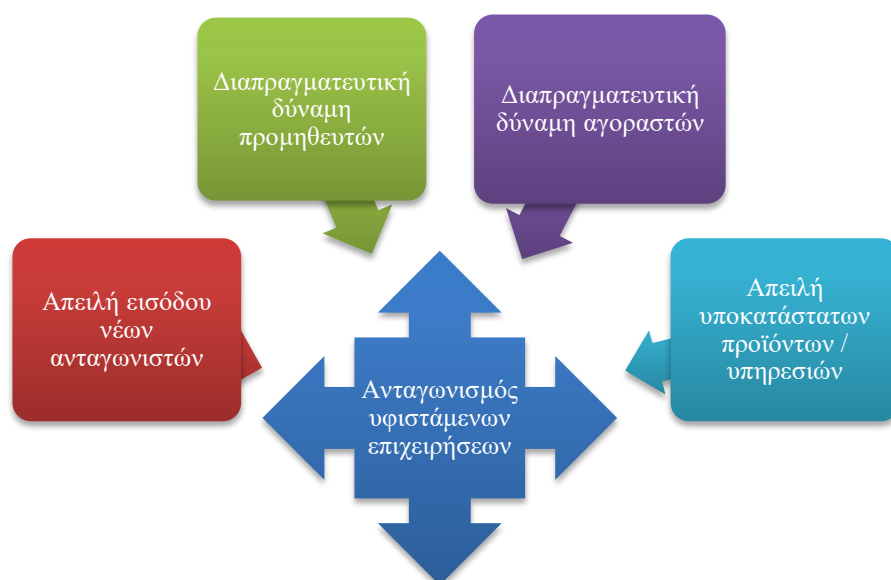 Διαπραγματευτική
δύναμη
προμηθευτών
Διαπραγματευτική
δύναμη αγοραστών
Απειλή εισόδου
νέων
ανταγωνιστών
Απειλή
υποκατάστατων
προϊόντων /
υπηρεσιών
Ανταγωνισμός
υφιστάμενων
επιχειρήσεων